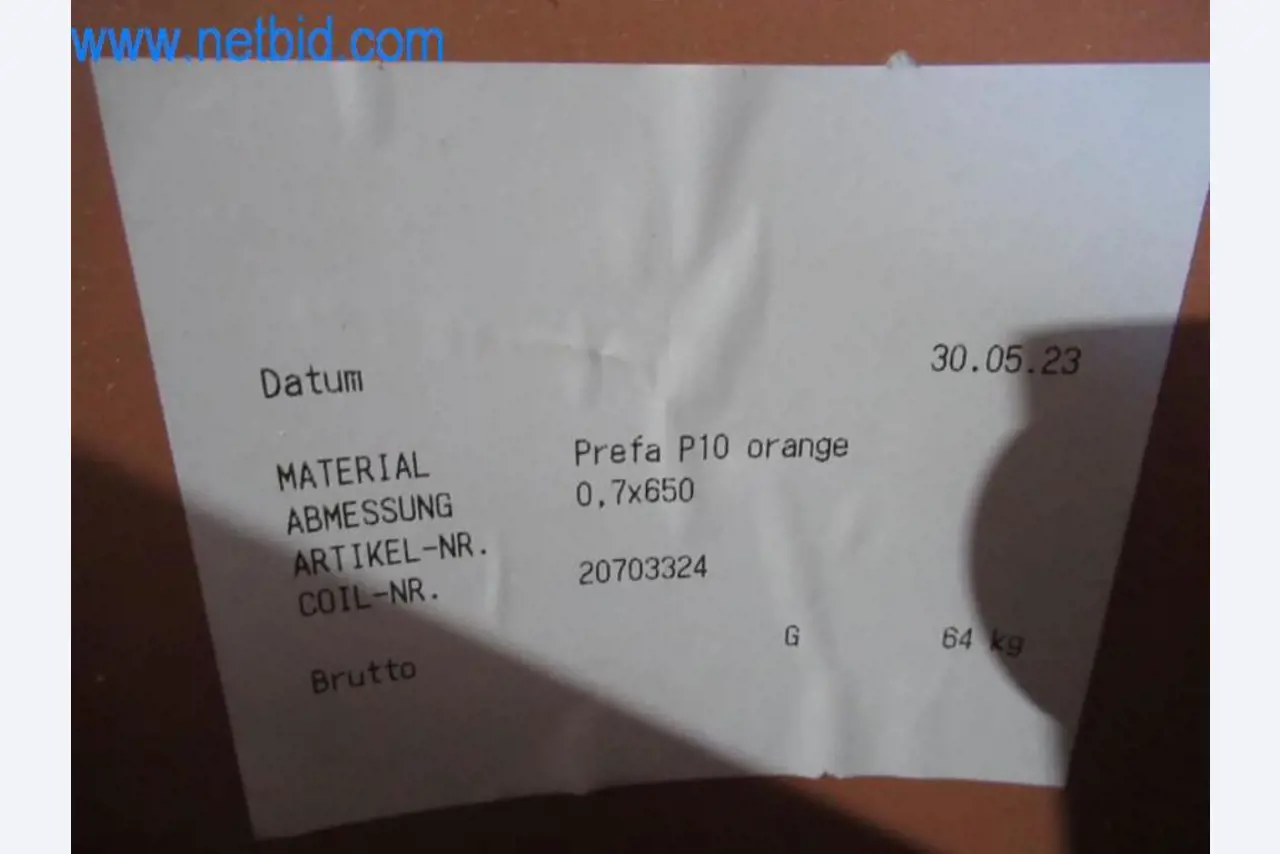 www.netbid.com
Datum 30.05.23
MATERIAL Prefa P10 orange
ABMESSUNG 0,7x650
ARTIKEL-NR.
COIL-NR. 20703324
Brutto G 64 kg